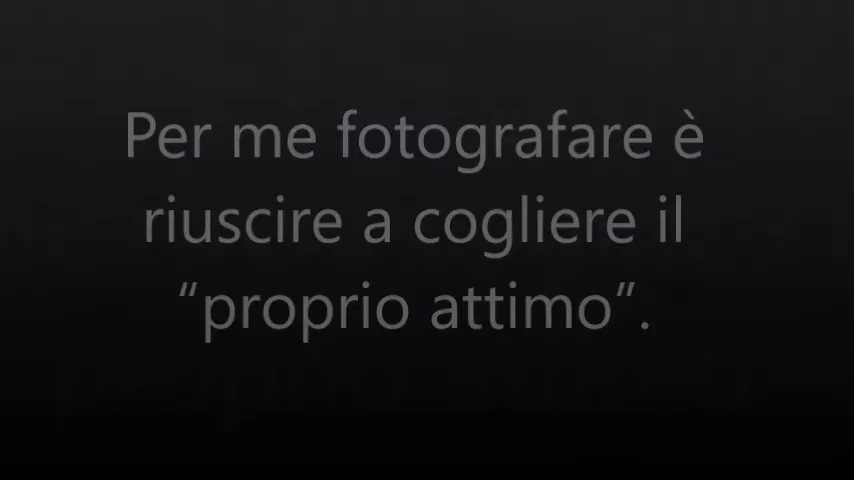 Per me fotografare è
riuscire a cogliere il
“proprio attimo”.